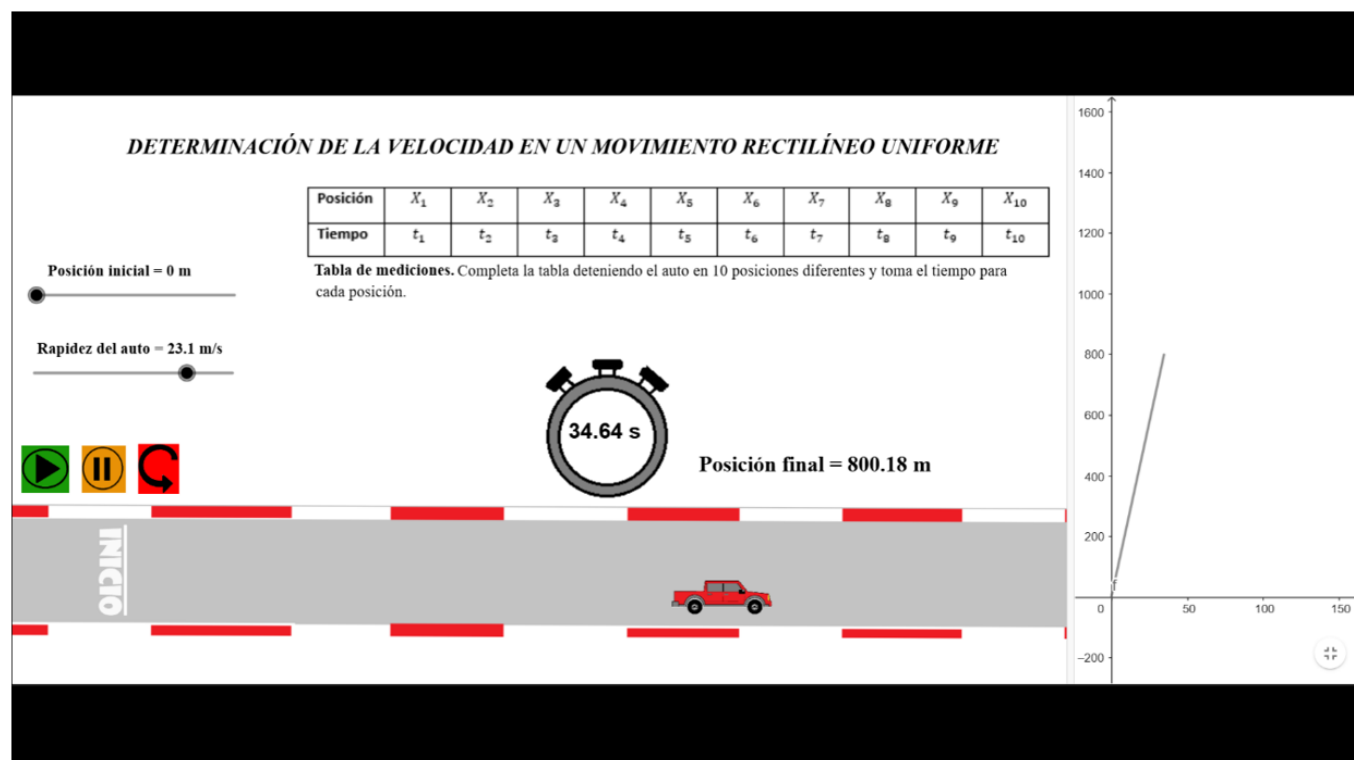 DETERMINACIÓN DE LA VELOCIDAD EN UN MOVIMIENTO RECTILÍNEO UNIFORME
Posición X₁ X₂ X₃ X₄ X₅ X₆ X₇ X₈ X₉ X₁₀
Tiempo t₁ t₂ t₃ t₄ t₅ t₆ t₇ t₈ t₉ t₁₀
Tabla de mediciones. Completa la tabla deteniendo el auto en 10 posiciones diferentes y toma el tiempo para
cada posición.
Posición inicial = 0 m
Rapidez del auto = 23.1 m/s
34.64 s
Posición final = 800.18 m
INICIO
1600
1400
1200
1000
800
600
400
200
f
0 50 100 150
–200